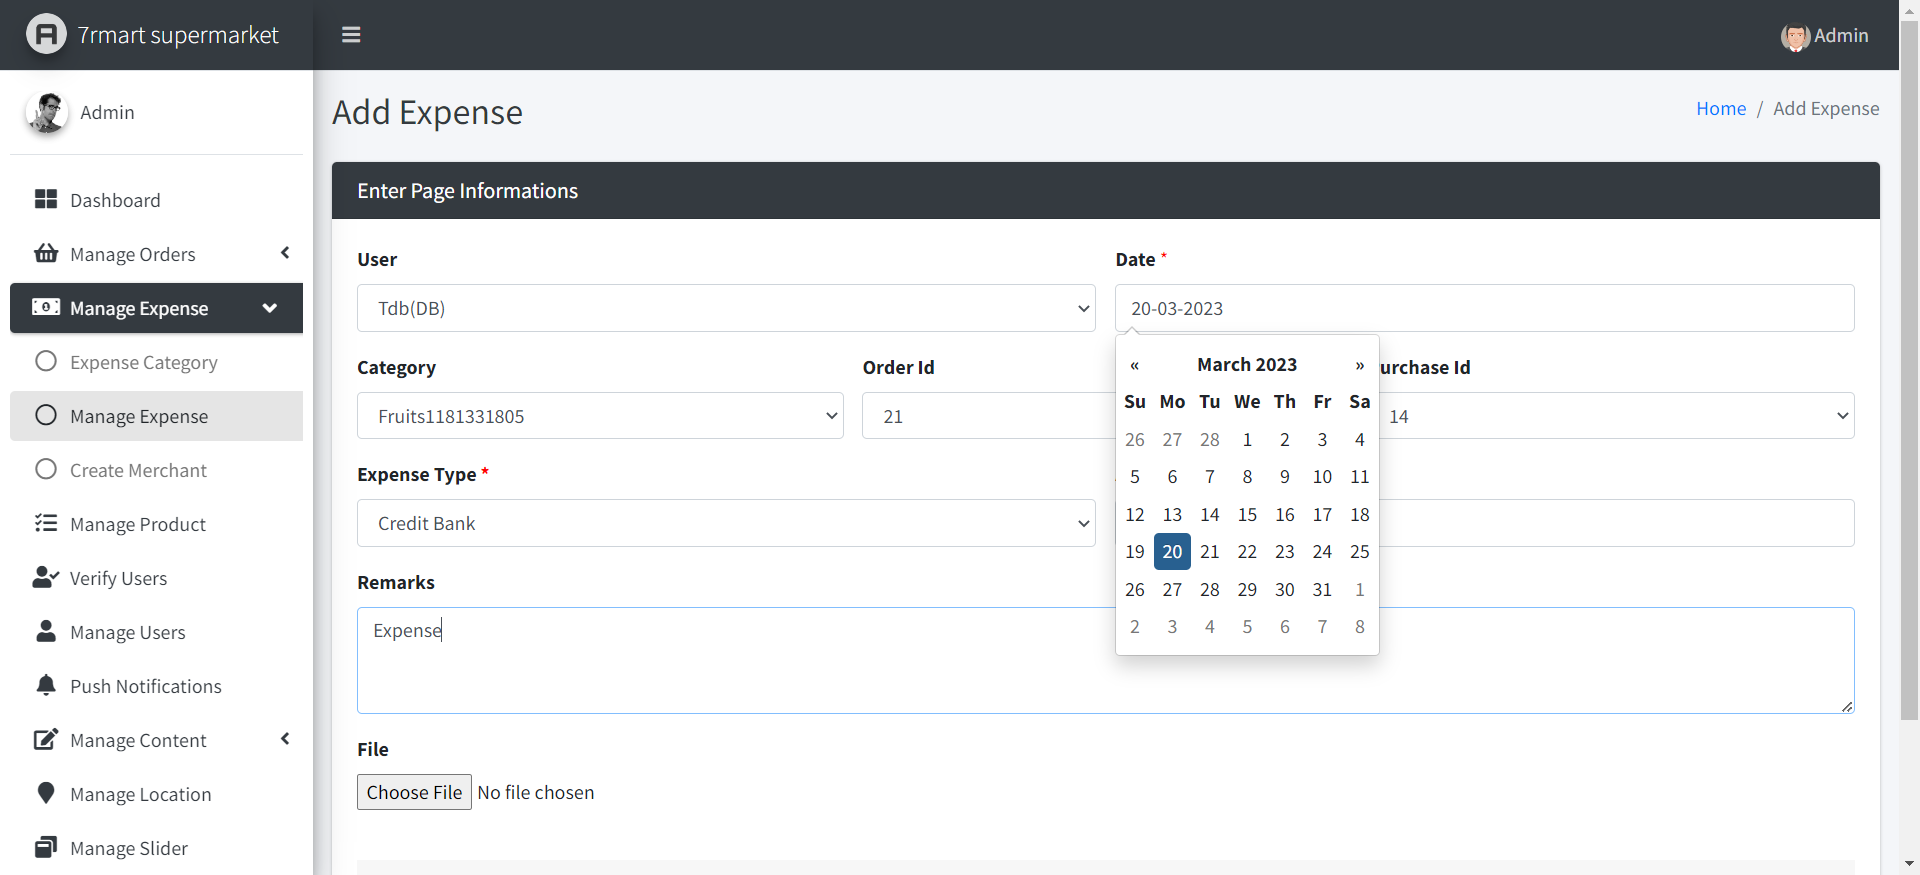 7rmart supermarket
Admin
Admin
Dashboard
Manage Orders
Manage Expense
Expense Category
Manage Expense
Create Merchant
Manage Product
Verify Users
Manage Users
Push Notifications
Manage Content
Manage Location
Manage Slider
Add Expense
Home / Add Expense
Enter Page Informations
User
Tdb(DB)
Date *
20-03-2023
Category
Fruits1181331805
Order Id
21
urchase Id
14
« March 2023 »
Su Mo Tu We Th Fr Sa
26 27 28 1 2 3 4
5 6 7 8 9 10 11
12 13 14 15 16 17 18
19 20 21 22 23 24 25
26 27 28 29 30 31 1
2 3 4 5 6 7 8
Expense Type *
Credit Bank
Remarks
Expense
File
Choose File No file chosen